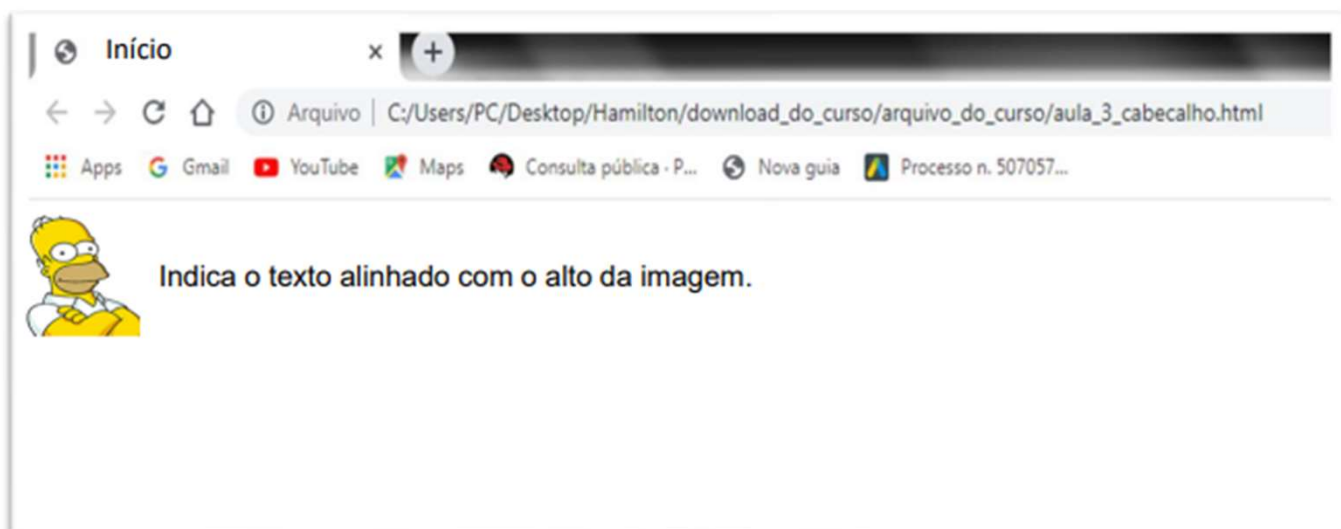 Início × +
Arquivo | C:/Users/PC/Desktop/Hamilton/download_do_curso/arquivo_do_curso/aula_3_cabecalho.html
Apps Gmail YouTube Maps Consulta pública - P... Nova guia Processo n. 507057...
Indica o texto alinhado com o alto da imagem.